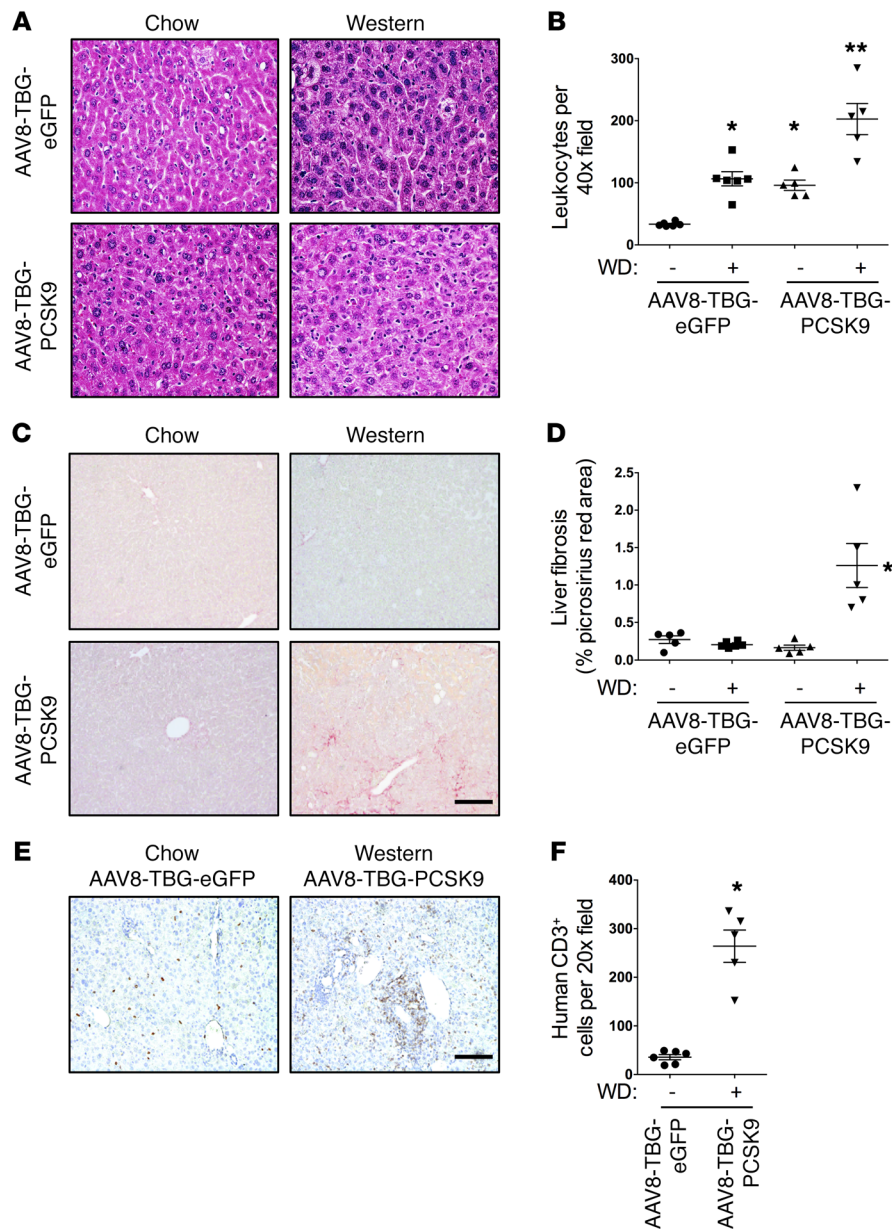 A
Chow
Western
AAV8-TBG-
eGFP
AAV8-TBG-
PCSK9
B
Leukocytes per
40x field
300
200
100
0
*
*
**
WD:
-
+
-
+
AAV8-TBG-
eGFP
AAV8-TBG-
PCSK9
C
Chow
Western
AAV8-TBG-
eGFP
AAV8-TBG-
PCSK9
D
Liver fibrosis
(% picrosirius red area)
2.5
2.0
1.5
1.0
0.5
0.0
*
WD:
-
+
-
+
AAV8-TBG-
eGFP
AAV8-TBG-
PCSK9
E
Chow
AAV8-TBG-eGFP
Western
AAV8-TBG-PCSK9
F
Human CD3+
cells per 20x field
400
300
200
100
0
*
WD:
-
+
AAV8-TBG-
eGFP
AAV8-TBG-
PCSK9